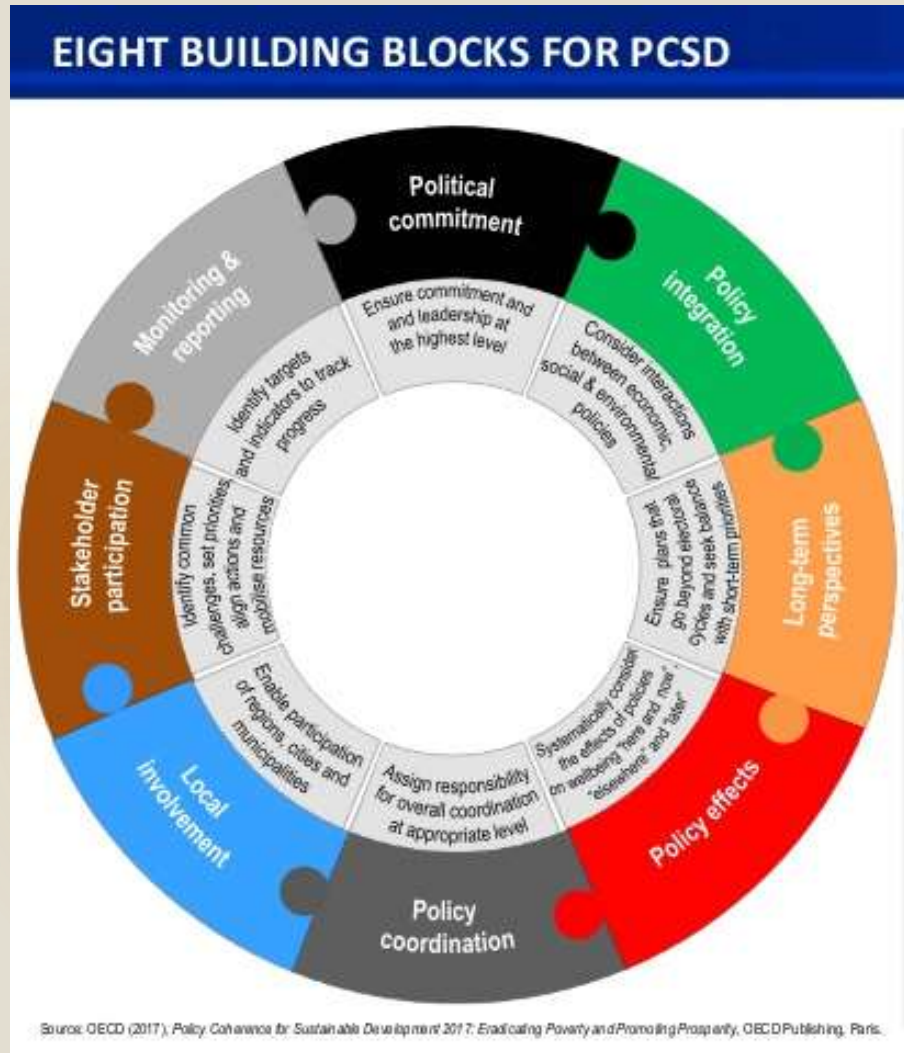 EIGHT BUILDING BLOCKS FOR PCSD
Political
commitment
Ensure commitment and
and leadership at
the highest level
Policy
integration
Consider interactions
between economic,
social & environmental
policies
Long-term
perspectives
Ensure plans that
go beyond electoral
cycles and seek balance
with short-term priorities
Policy effects
Systematically consider
the effects of policies
on wellbeing "here and now",
"elsewhere" and "later"
Policy
coordination
Assign responsibility
for overall coordination
at appropriate level
Local
involvement
Enable participation
of regions, cities and
municipalities
Stakeholder
participation
Identify common
challenges, set priorities,
align actions and
mobilise resources
Monitoring &
reporting
Identify targets
and indicators to track
progress
Source: OECD (2017), Policy Coherence for Sustainable Development 2017: Eradicating Poverty and Promoting Prosperity, OECD Publishing, Paris.